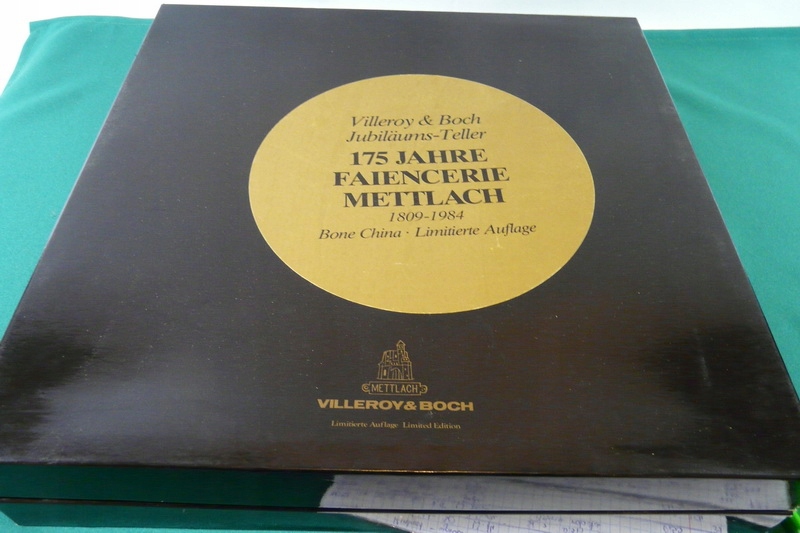 Villeroy & Boch
Jubiläums-Teller
175 JAHRE
FAIENCERIE
METTLACH
1809-1984
Bone China · Limitierte Auflage
METTLACH
VILLEROY & BOCH
Limitierte Auflage Limited Edition